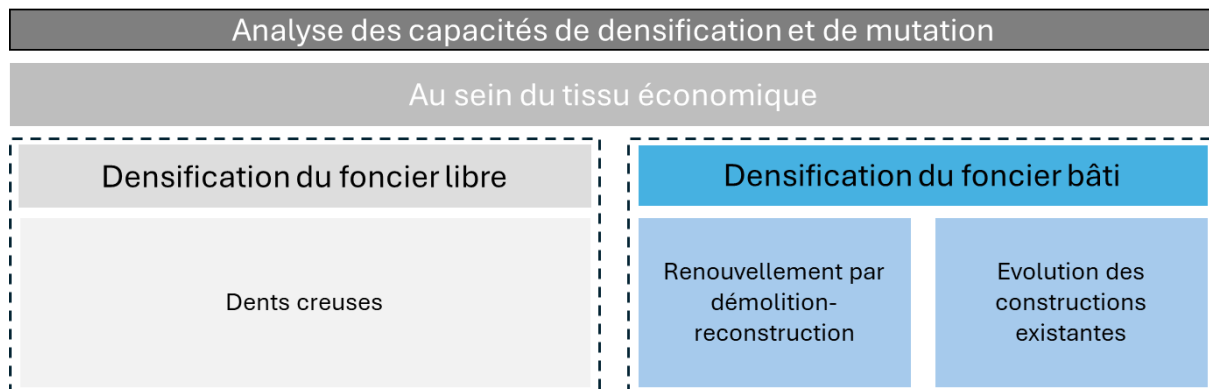 Analyse des capacités de densification et de mutation
Au sein du tissu économique
Densification du foncier libre
Densification du foncier bâti
Dents creuses
Renouvellement par
démolition-
reconstruction
Evolution des
constructions
existantes